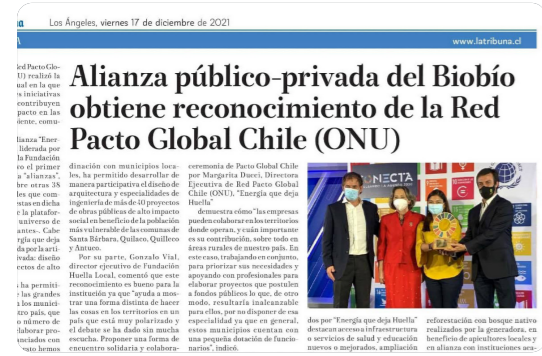 Los Ángeles, viernes 17 de diciembre de 2021
www.latribuna.cl
Alianza público-privada del Biobío
obtiene reconocimiento de la Red
Pacto Global Chile (ONU)
dinación con municipios loca-
les, ha permitido desarrollar de
manera participativa el diseño de
arquitectura y especialidades de
ingeniería de mas de 40 proyectos
de obras públicas de alto impacto
social en beneficio de la población
más vulnerable de las comunas de
Santa Bárbara, Quilaco, Quilleco
y Antuco.
Por su parte, Gonzalo Vial,
director ejecutivo de Fundación
Huella Local, comentó que este
reconocimiento es bueno para la
institución ya que "ayuda a mos-
trar una forma distinta de hacer
las cosas en los territorios en un
país que está muy polarizado y
el debate se ha dado sin mucha
escucha. Proponer una forma de
encuentro solidaria y colabora-
ceremonia de Pacto Global Chile
por Margarita Ducci, Directora
Ejecutiva de Red Pacto Global
Chile (ONU), "Energía que deja
Huella"
demuestra cómo "las empresas
pueden colaborar en los territorios
donde operan, y cuán importante
es su contribución, sobre todo en
áreas rurales de nuestro país. En
este caso, trabajando en conjunto,
para priorizar sus necesidades y
apoyando con profesionales para
elaborar proyectos que postulen
a fondos públicos lo que, de otro
modo, resultaría inalcanzable
para ellos, por no disponer de esa
especialidad ya que en general,
estos municipios cuentan con
una pequeña dotación de funcio-
narios", indicó.
CONECTA
dos por "Energía que deja Huella"
destacan acceso a infraestructura
o servicios de salud y educación
nuevos o mejorados, ampliación
reforestación con bosque nativo
realizados por la generadora, en
beneficio de apicultores locales y
en alianza con instituciones aca-